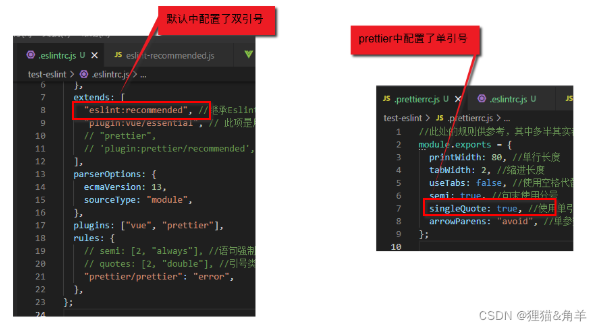 默认中配置了双引号
prettier中配置了单引号
.eslintrc.js U
eslint-recommended.js
test-eslint > .eslintrc.js > ...
6 ],
7 extends: [
8 "eslint:recommended", //继承Eslint
9 "plugin:vue/essential", // 此项是
10 // "prettier",
11 // 'plugin:prettier/recommended',
12 ],
13 parserOptions: {
14 ecmaVersion: 13,
15 sourceType: "module",
16 },
17 plugins: ["vue", "prettier"],
18 rules: {
19 // semi: [2, "always"], //语句强制
20 // quotes: [2, "double"], //引号类
21 "prettier/prettier": "error",
22 },
23 };
24
.prettierrc.js U
.eslintrc.js U
test-eslint > .prettierrc.js > ...
1 //此处的规则供参考，其中多半其实
2 module.exports = {
3 printWidth: 80, //单行长度
4 tabWidth: 2, //缩进长度
5 useTabs: false, //使用空格代替
6 semi: true, //句末使用分号
7 singleQuote: true, //使用单引
8 arrowParens: "avoid", //单参
9 };
10
CSDN @狸猫&角羊